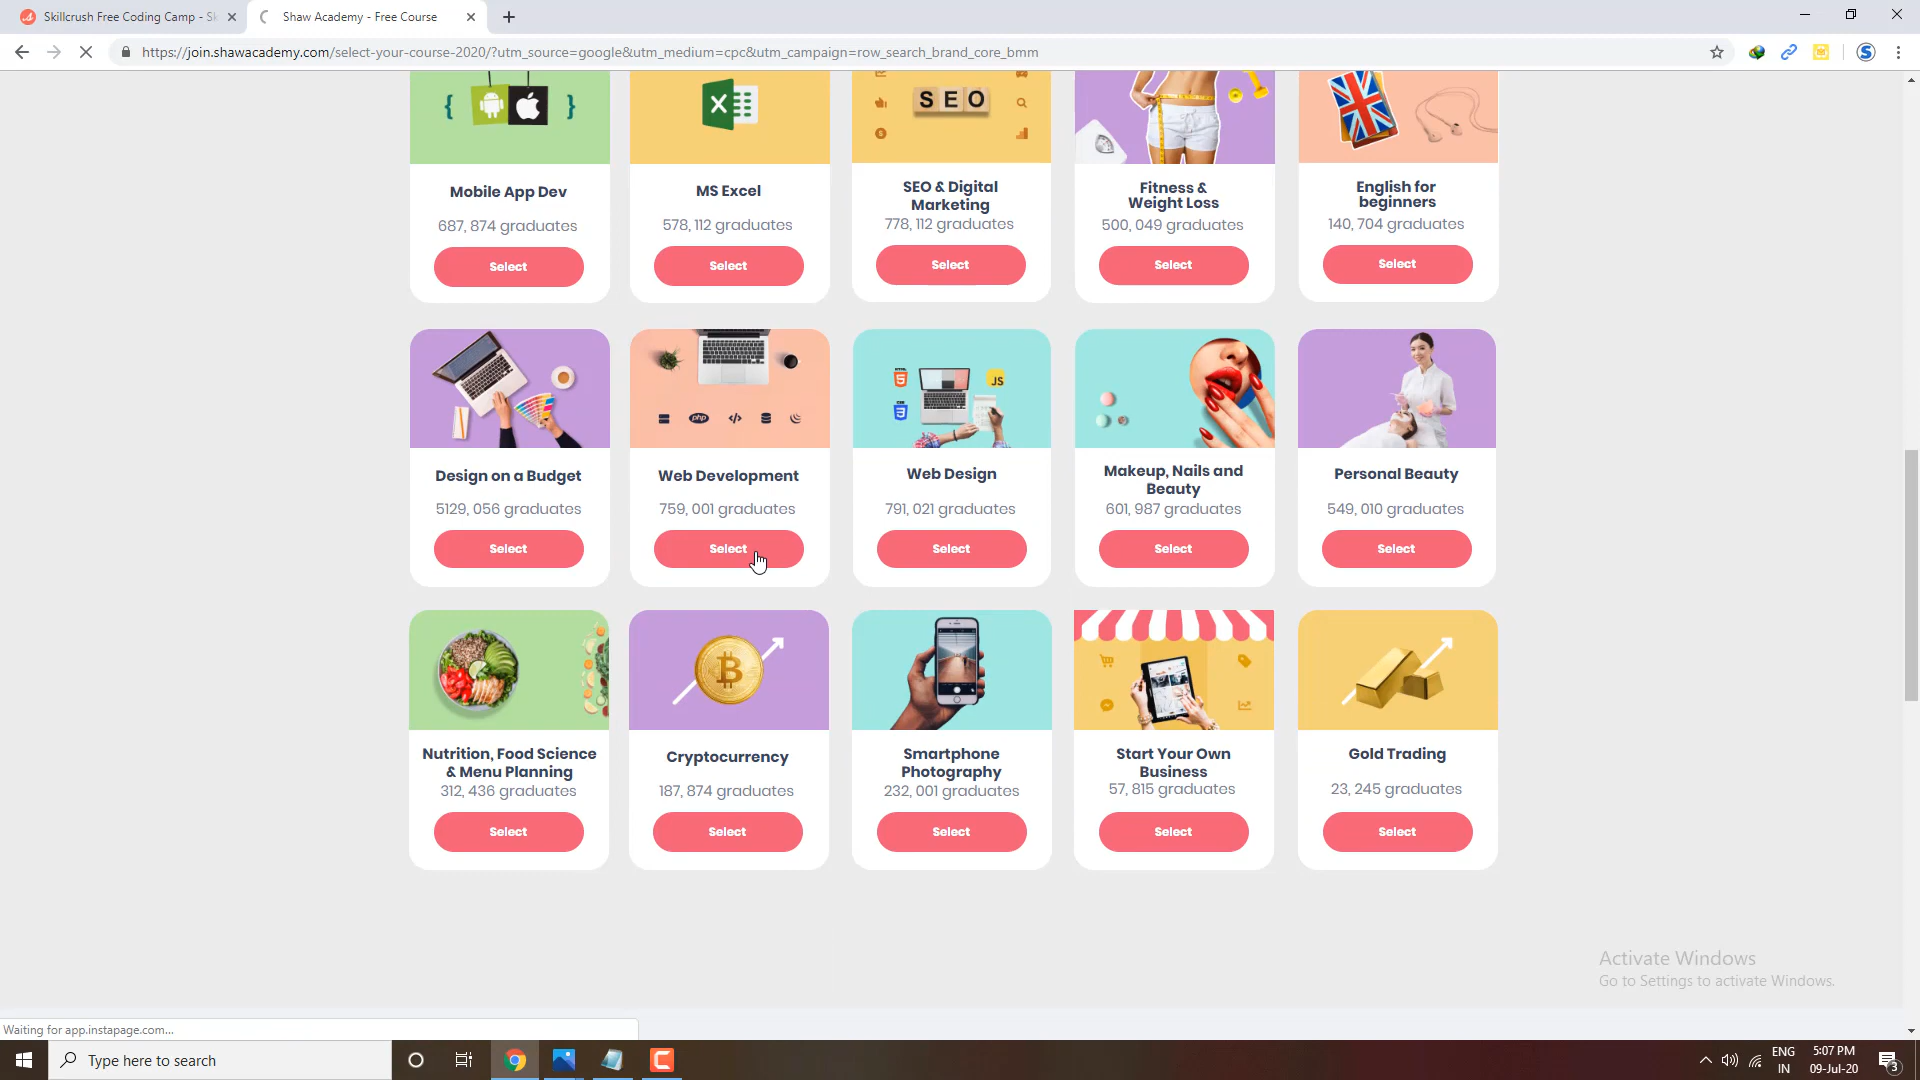 Skillcrush Free Coding Camp - Sk
Shaw Academy - Free Course
https://join.shawacademy.com/select-your-course-2020/?utm_source=google&utm_medium=cpc&utm_campaign=row_search_brand_core_bmm
SEO
Mobile App Dev
687, 874 graduates
Select
MS Excel
578, 112 graduates
Select
SEO & Digital
Marketing
778, 112 graduates
Select
Fitness &
Weight Loss
500, 049 graduates
Select
English for
beginners
140, 704 graduates
Select
Design on a Budget
5129, 056 graduates
Select
php
Web Development
759, 001 graduates
Select
JS
Web Design
791, 021 graduates
Select
Makeup, Nails and
Beauty
601, 987 graduates
Select
Personal Beauty
549, 010 graduates
Select
Nutrition, Food Science
& Menu Planning
312, 436 graduates
Select
Cryptocurrency
187, 874 graduates
Select
Smartphone
Photography
232, 001 graduates
Select
Start Your Own
Business
57, 815 graduates
Select
Gold Trading
23, 245 graduates
Select
Activate Windows
Go to Settings to activate Windows.
Waiting for app.instapage.com...
Type here to search
ENG
IN
5:07 PM
09-Jul-20
3